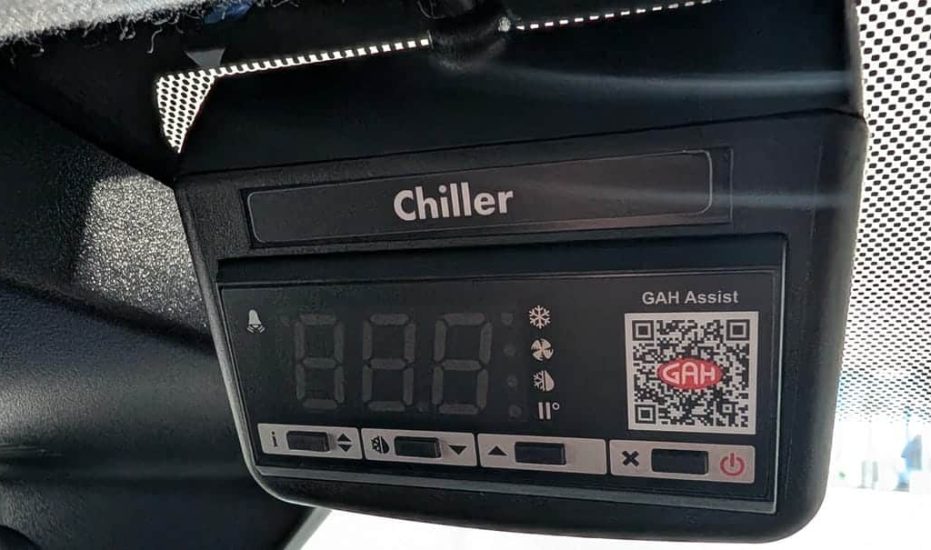 Chiller
GAH Assist
GAH
i